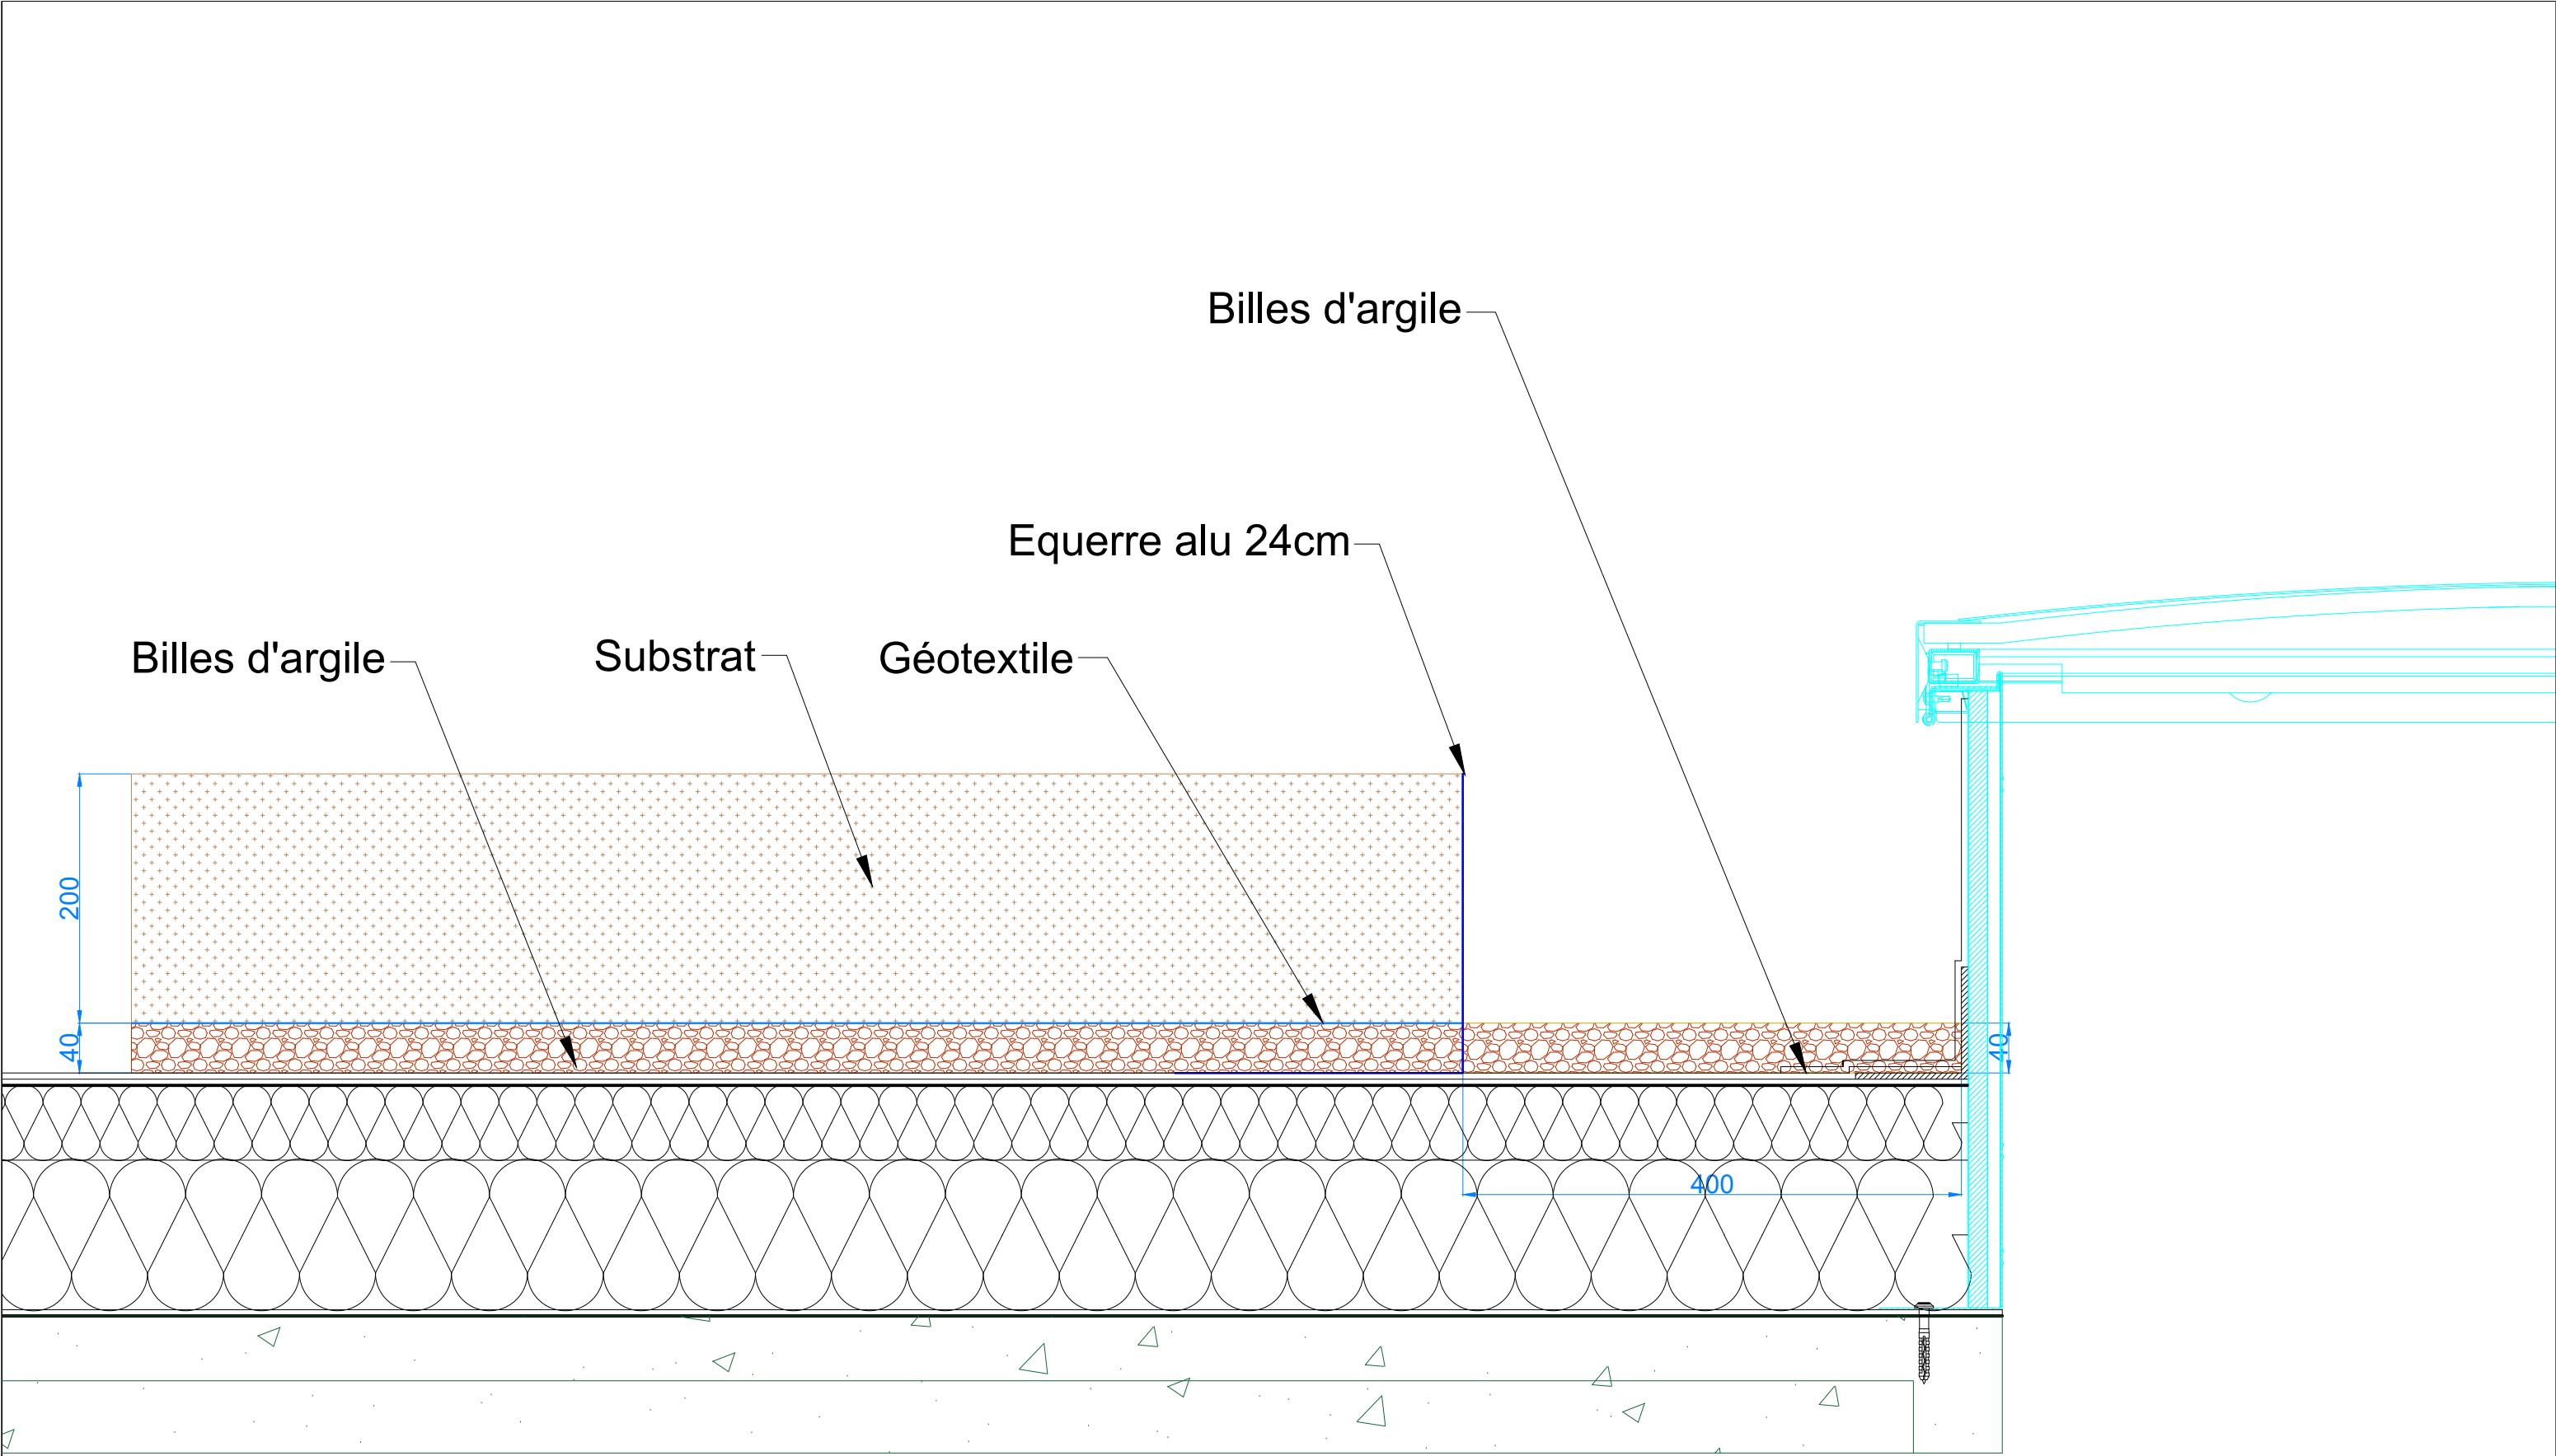 Billes d'argile
Equerre alu 24cm
Billes d'argile
Substrat
Géotextile
200
40
40
400